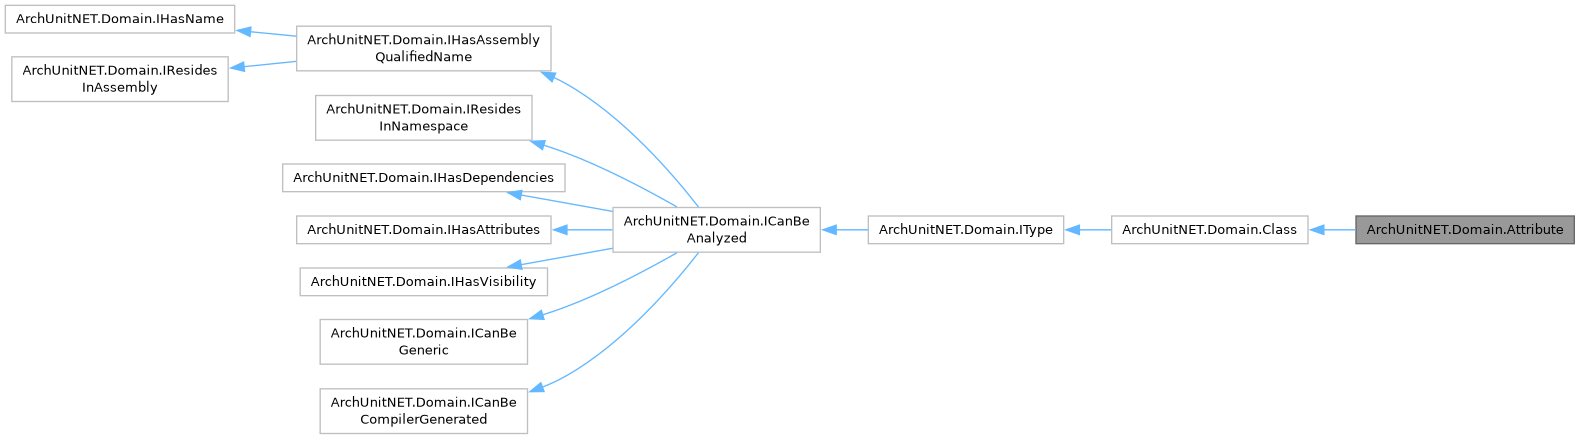 ArchUnitNET.Domain.IHasName
ArchUnitNET.Domain.IResides
InAssembly
ArchUnitNET.Domain.IHasAssembly
QualifiedName
ArchUnitNET.Domain.IResides
InNamespace
ArchUnitNET.Domain.IHasDependencies
ArchUnitNET.Domain.IHasAttributes
ArchUnitNET.Domain.IHasVisibility
ArchUnitNET.Domain.ICanBe
Generic
ArchUnitNET.Domain.ICanBe
CompilerGenerated
ArchUnitNET.Domain.ICanBe
Analyzed
ArchUnitNET.Domain.IType
ArchUnitNET.Domain.Class
ArchUnitNET.Domain.Attribute